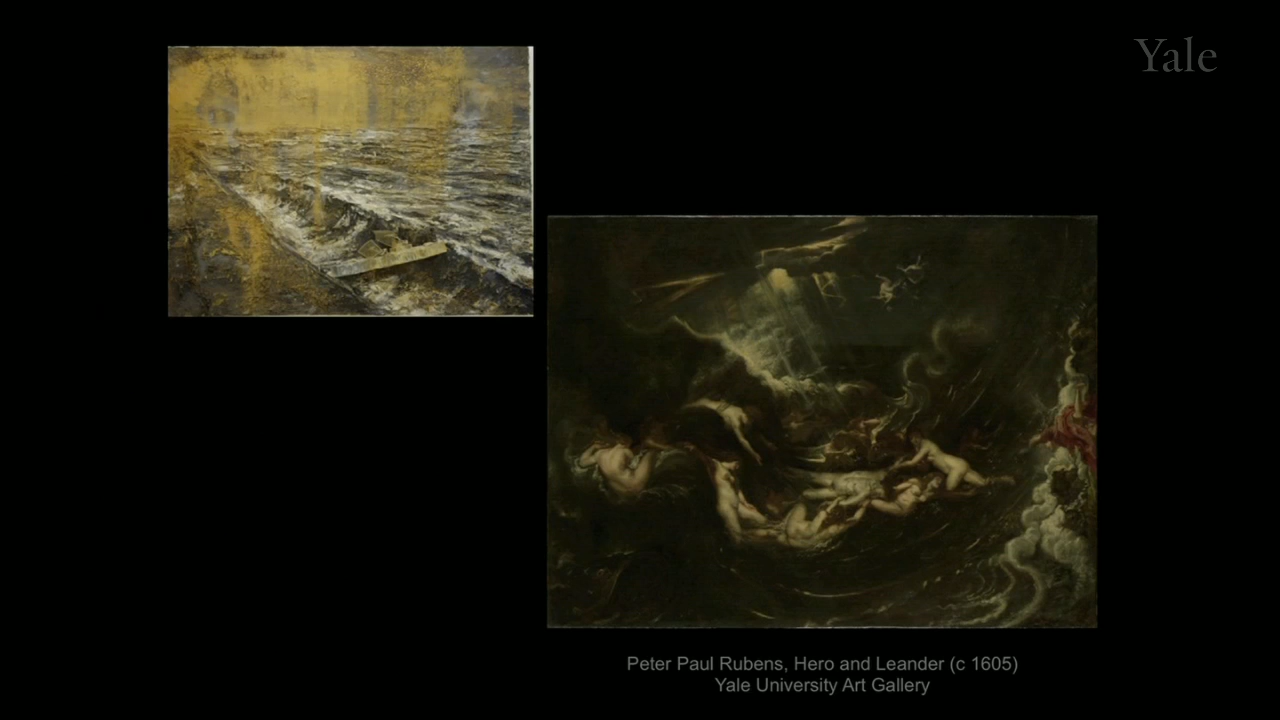 Yale
Peter Paul Rubens, Hero and Leander (c 1605)
Yale University Art Gallery